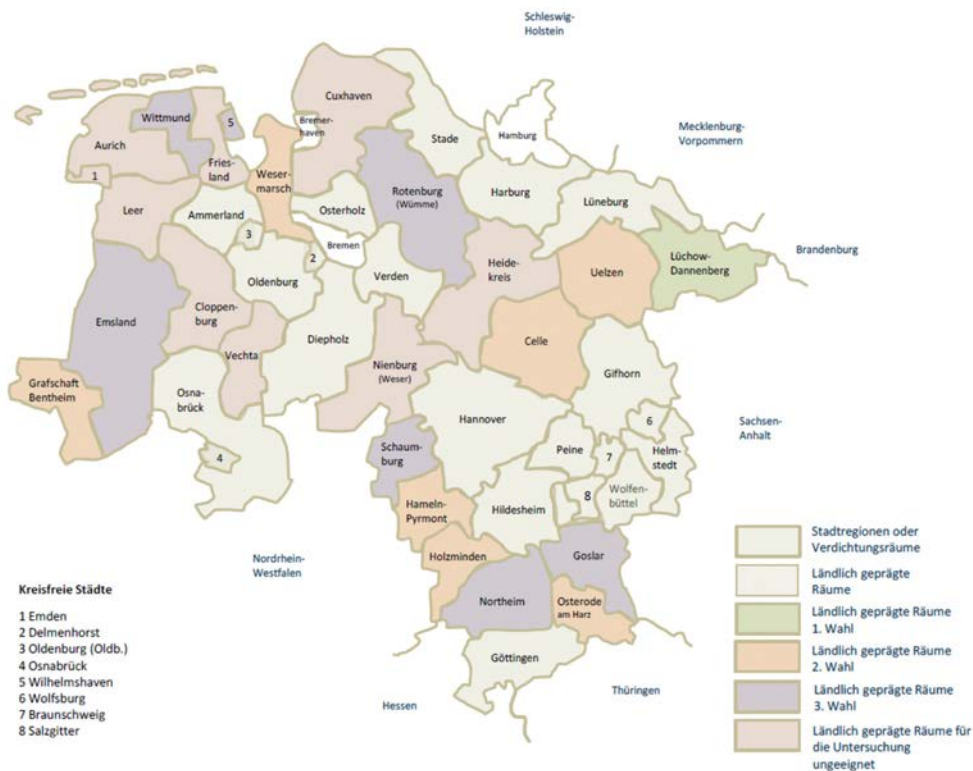 Schleswig-
Holstein
Cuxhaven
Bremer-
haven
Wittmund
5
Stade
Hamburg
Mecklenburg-
Vorpommern
Aurich
Fries-
land
Weser-
marsch
1
Rotenburg
(Wümme)
Harburg
Lüneburg
Leer
Ammerland
Osterholz
3
Bremen
2
Brandenburg
Oldenburg
Verden
Heide-
kreis
Uelzen
Lüchow-
Dannenberg
Emsland
Cloppen-
burg
Diepholz
Celle
Vechta
Nienburg
(Weser)
Gifhorn
Grafschaft
Bentheim
Osna-
brück
Hannover
Sachsen-
Anhalt
6
Schaum-
burg
Peine
Helm-
stedt
7
4
Hameln-
Pyrmont
Hildesheim
8
Wolfen-
büttel
Nordrhein-
Westfalen
Holzminden
Goslar
Northeim
Osterode
am Harz
Göttingen
Hessen
Thüringen
Kreisfreie Städte
1 Emden
2 Delmenhorst
3 Oldenburg (Oldb.)
4 Osnabrück
5 Wilhelmshaven
6 Wolfsburg
7 Braunschweig
8 Salzgitter
Stadtregionen oder
Verdichtungsräume
Ländlich geprägte
Räume
Ländlich geprägte Räume
1. Wahl
Ländlich geprägte Räume
2. Wahl
Ländlich geprägte Räume
3. Wahl
Ländlich geprägte Räume für
die Untersuchung
ungeeignet